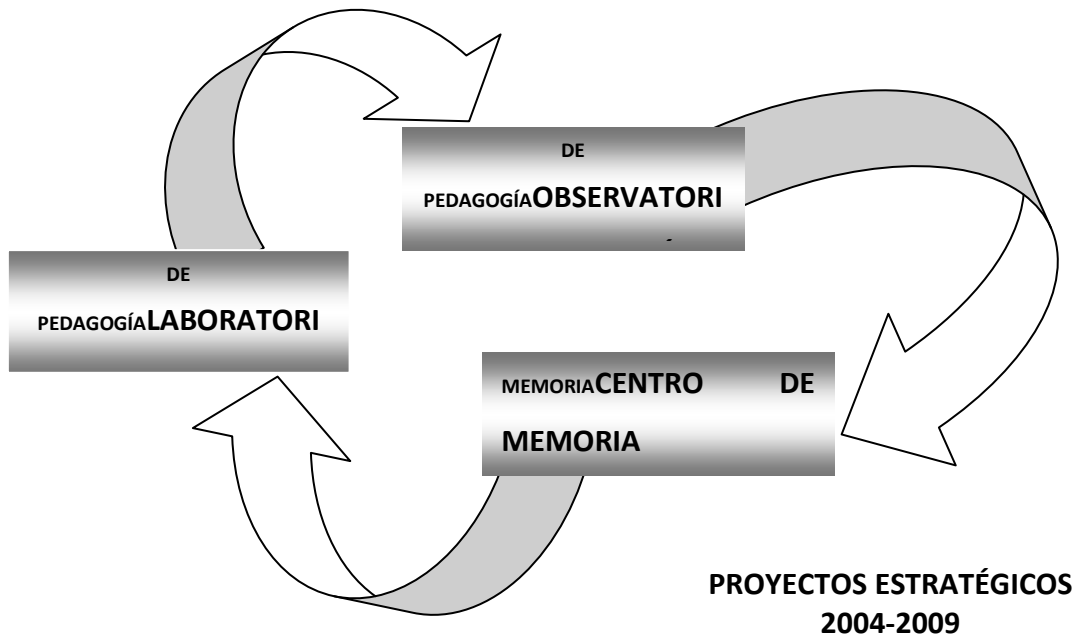 DE
PEDAGOGÍAOBSERVATORI
DE
PEDAGOGÍALABORATORI
MEMORIACENTRO DE
MEMORIA
PROYECTOS ESTRATÉGICOS
2004-2009